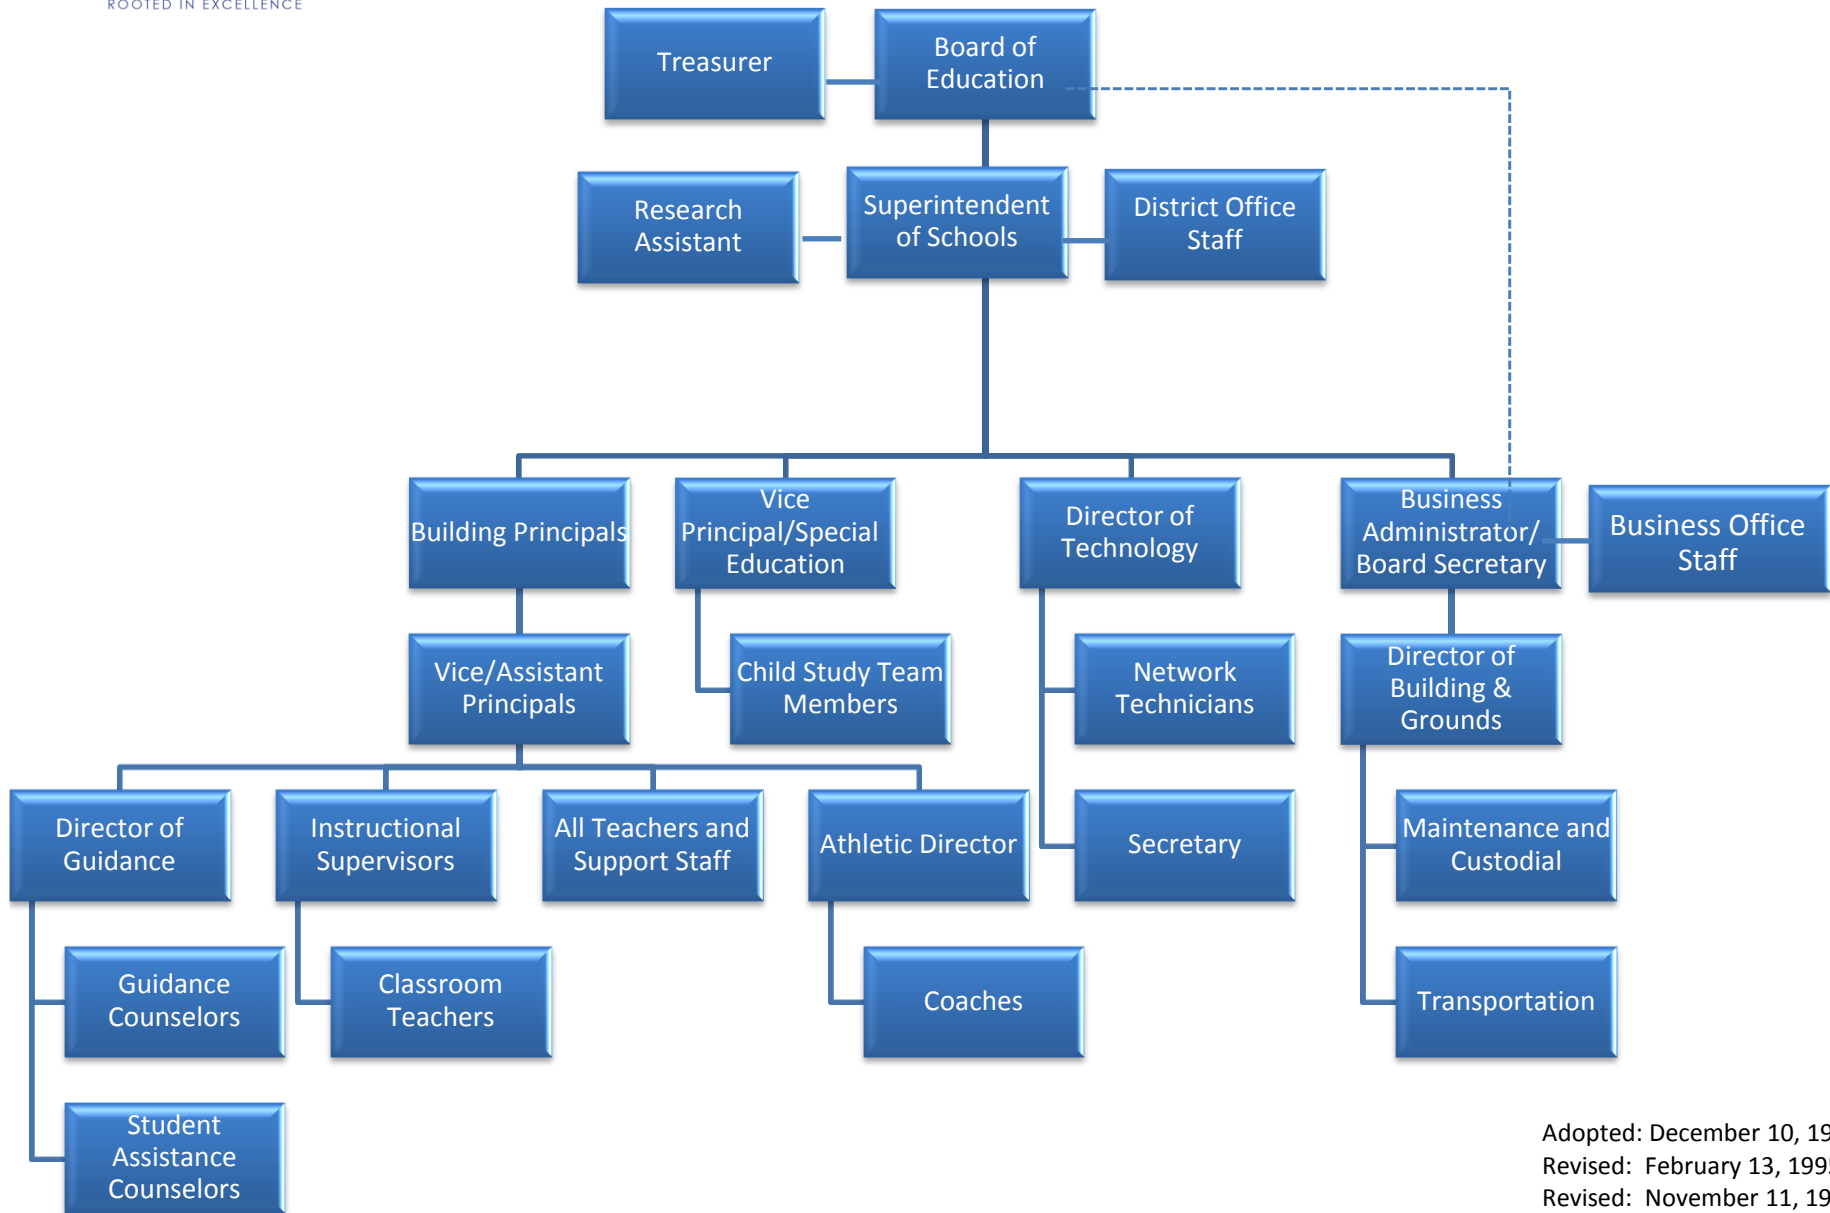 ROOTED IN EXCELLENCE
Treasurer
Board of
Education
Research
Assistant
Superintendent
of Schools
District Office
Staff
Building Principals
Vice
Principal/Special
Education
Director of
Technology
Business
Administrator/
Board Secretary
Business Office
Staff
Vice/Assistant
Principals
Child Study Team
Members
Network
Technicians
Director of
Building &
Grounds
Director of
Guidance
Instructional
Supervisors
All Teachers and
Support Staff
Athletic Director
Secretary
Maintenance and
Custodial
Guidance
Counselors
Classroom
Teachers
Coaches
Transportation
Student
Assistance
Counselors
Adopted: December 10, 19
Revised: February 13, 199
Revised: November 11, 19